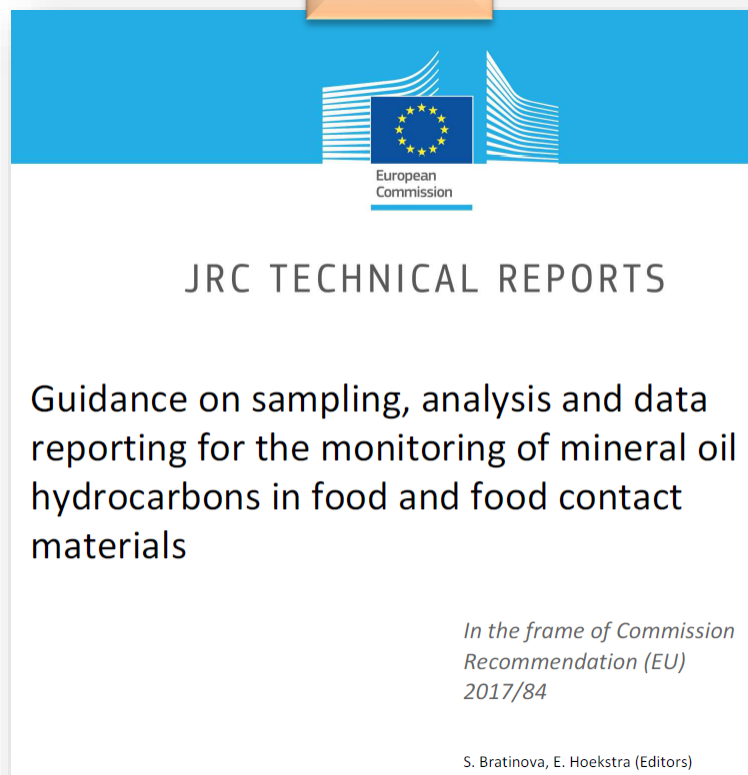 European
Commission
JRC TECHNICAL REPORTS
Guidance on sampling, analysis and data
reporting for the monitoring of mineral oil
hydrocarbons in food and food contact
materials
In the frame of Commission
Recommendation (EU)
2017/84
S. Bratinova, E. Hoekstra (Editors)